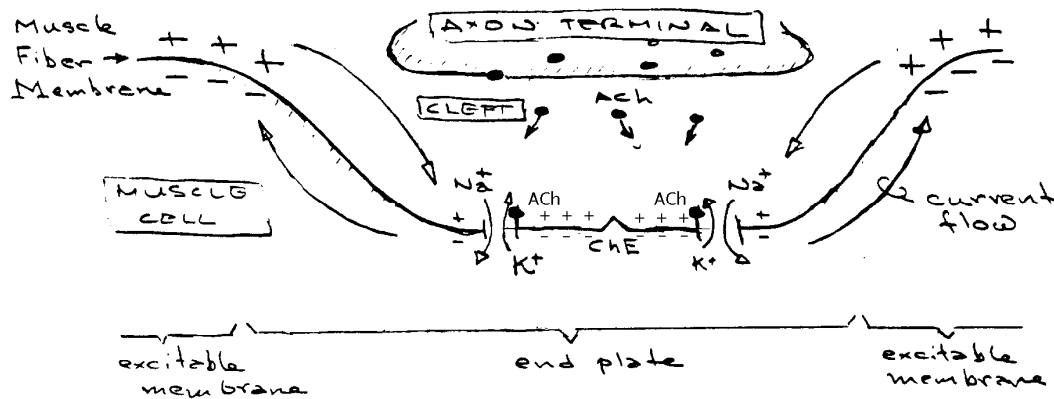 AXON TERMINAL
Muscle
Fiber
Membrane
+ + +
− − −
+ + +
− − −
CLEFT
ACh
Na⁺
Na⁺
ACh
ACh
MUSCLE
CELL
+
−
+ + + +
+ + +
+
−
ChE
K⁺
K⁺
current
flow
excitable
membrane
end plate
excitable
membrane